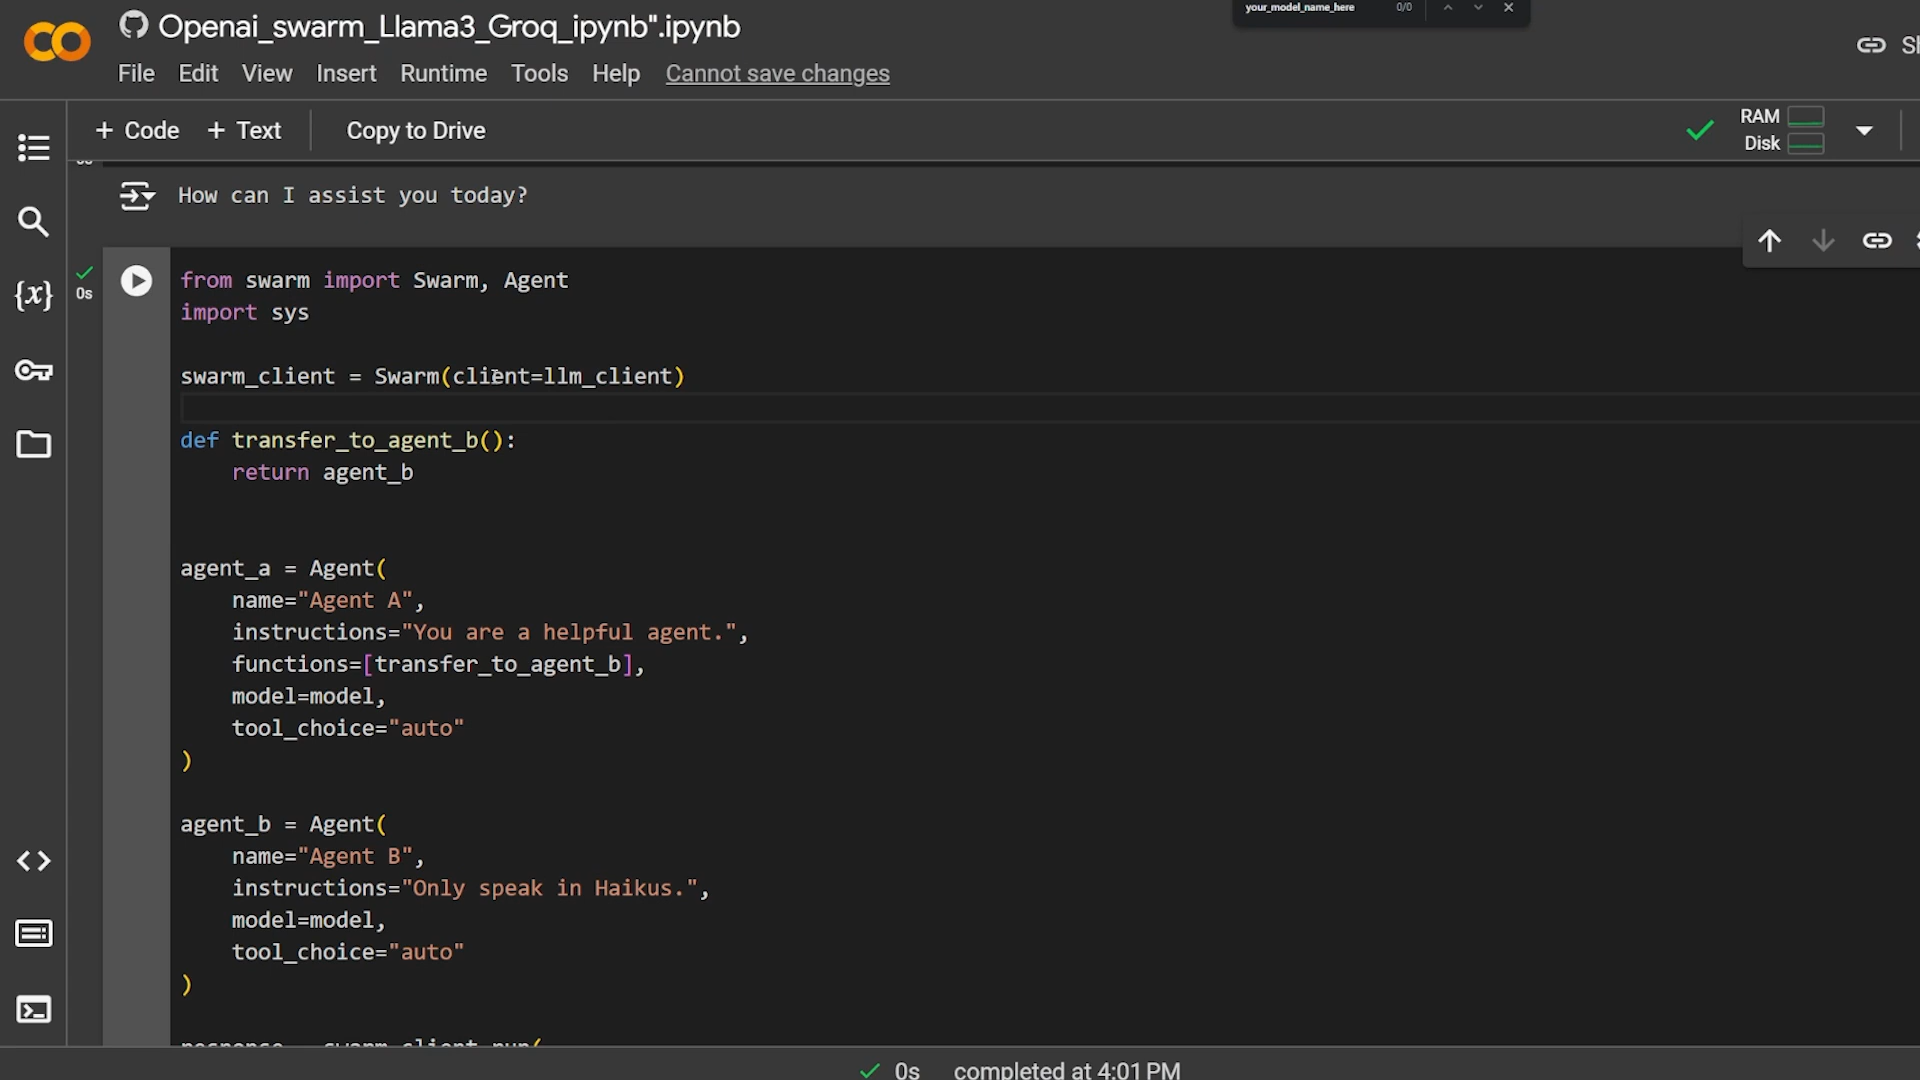 Openai_swarm_Llama3_Groq_ipynb".ipynb
your_model_name_here 0/0
File Edit View Insert Runtime Tools Help Cannot save changes
+ Code + Text Copy to Drive
RAM
Disk
How can I assist you today?
0s
from swarm import Swarm, Agent
import sys
swarm_client = Swarm(client=llm_client)
def transfer_to_agent_b():
    return agent_b
agent_a = Agent(
    name="Agent A",
    instructions="You are a helpful agent.",
    functions=[transfer_to_agent_b],
    model=model,
    tool_choice="auto"
)
agent_b = Agent(
    name="Agent B",
    instructions="Only speak in Haikus.",
    model=model,
    tool_choice="auto"
)
response = swarm_client.run(
0s completed at 4:01 PM